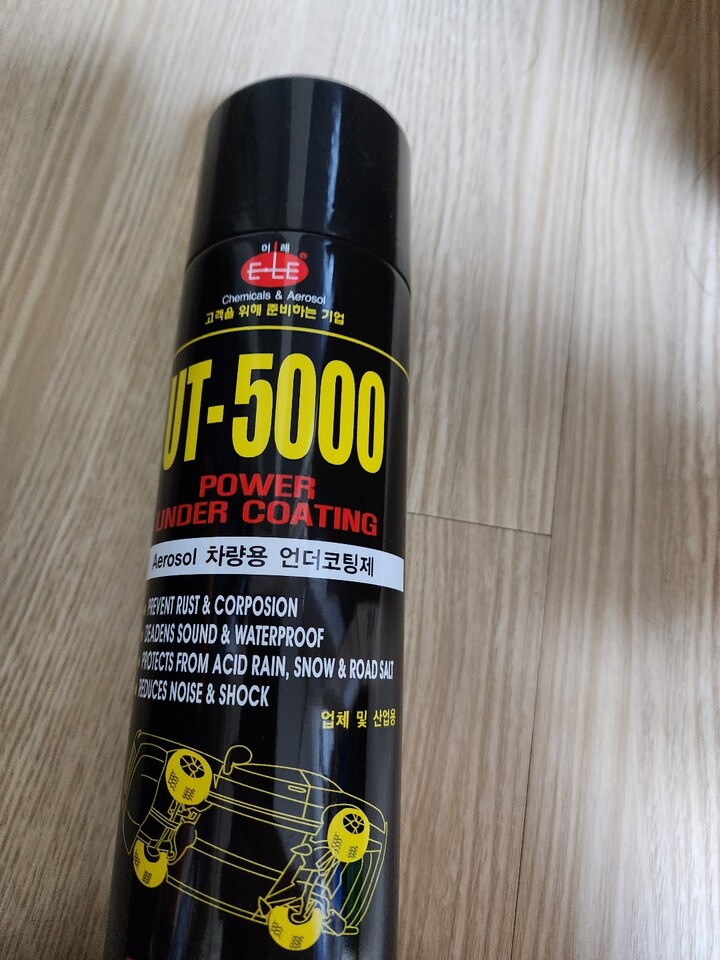 이레
E·LE®
Chemicals & Aerosol
고객을 위해 준비하는 기업
UT-5000
POWER
UNDER COATING
Aerosol 차량용 언더코팅제
PREVENT RUST & CORPOSION
DEADENS SOUND & WATERPROOF
PROTECTS FROM ACID RAIN, SNOW & ROAD SALT
REDUCES NOISE & SHOCK
업체 및 산업용